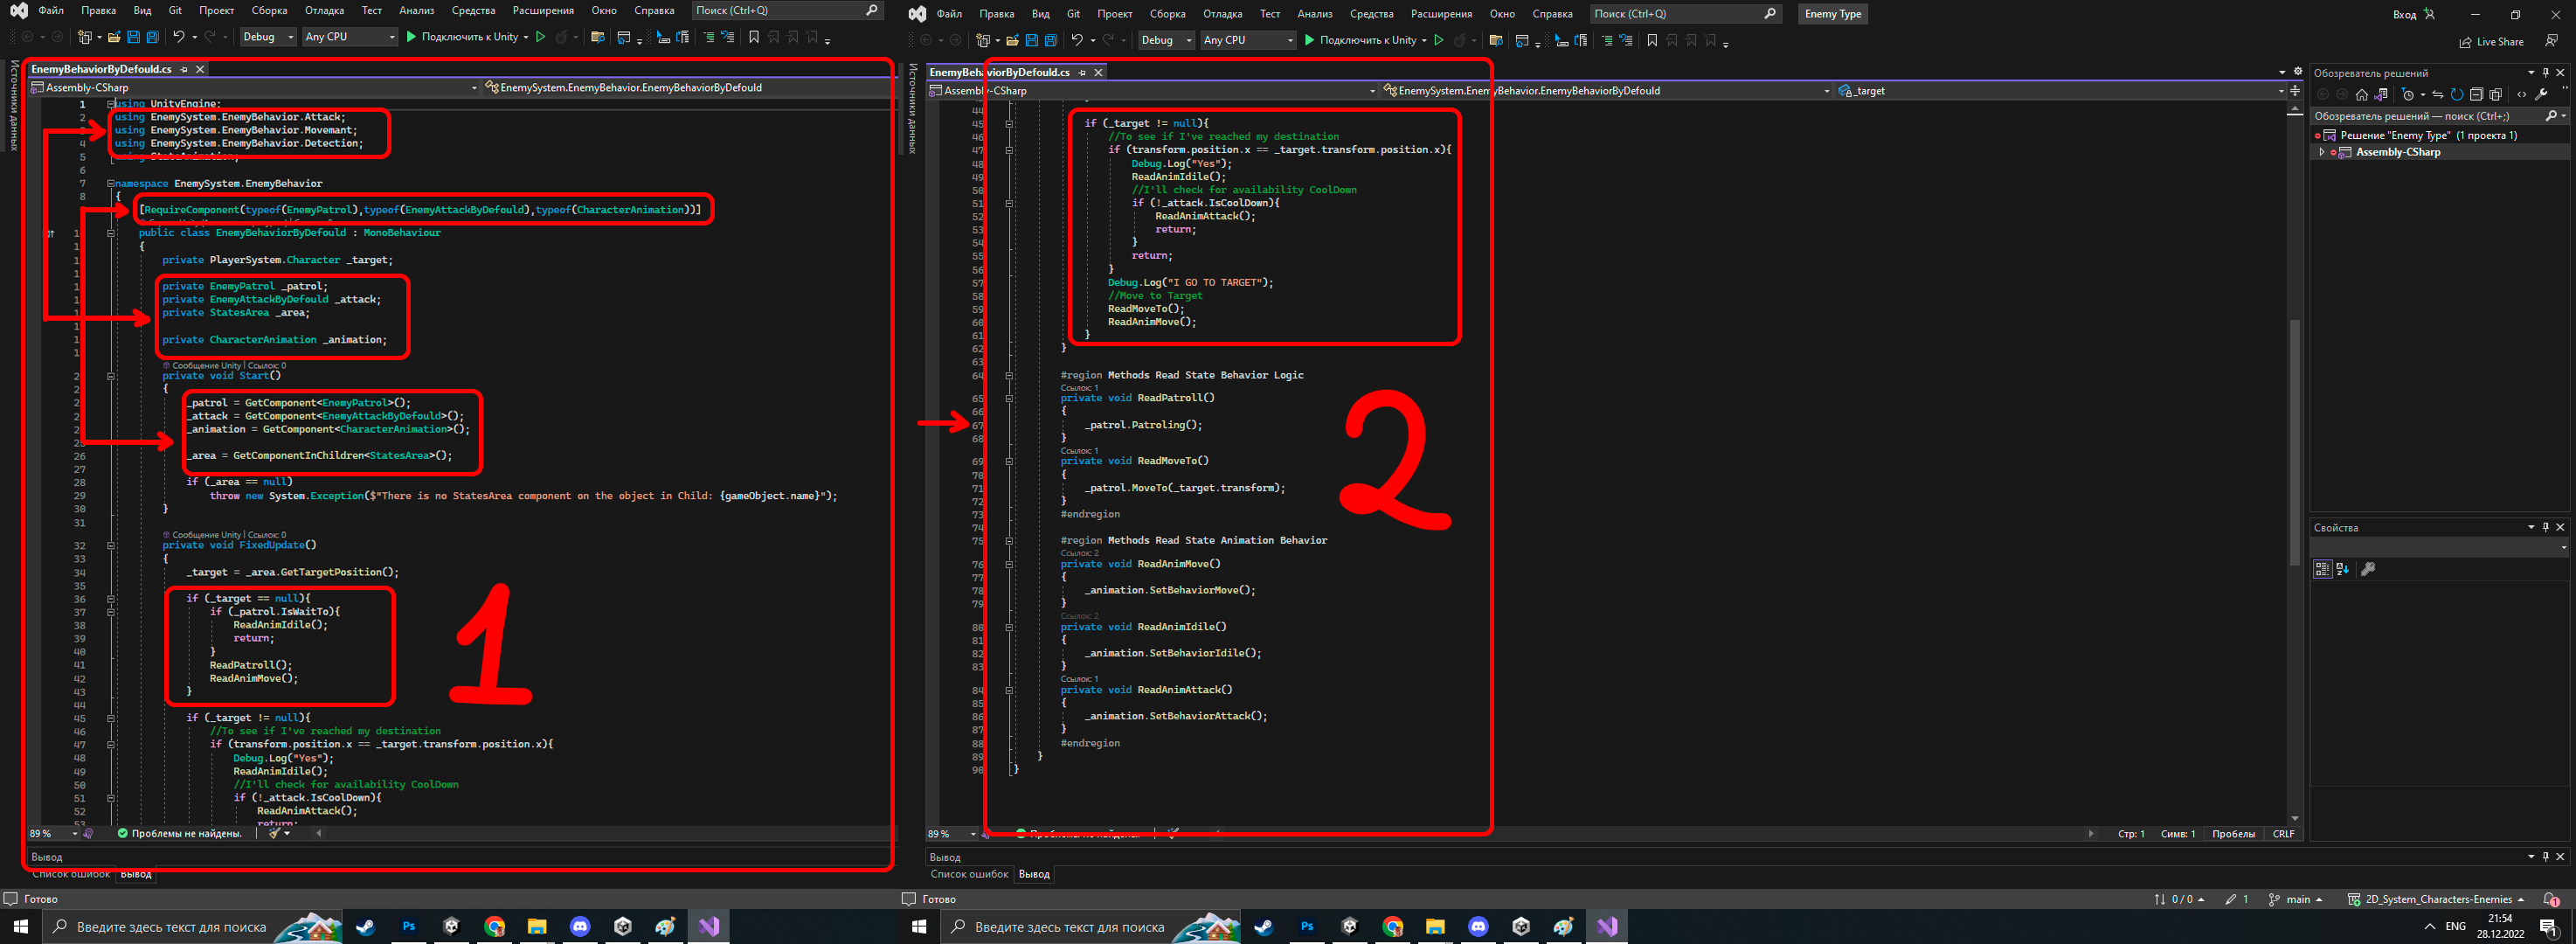 Файл Правка Вид Git Проект Сборка Отладка Тест Анализ Средства Расширения Окно Справка Поиск (Ctrl+Q)
Debug Any CPU Подключить к Unity
Источники данных
EnemyBehaviorByDefould.cs
Assembly-CSharp EnemySystem.EnemyBehavior.EnemyBehaviorByDefould
1 using UnityEngine;
2 using EnemySystem.EnemyBehavior.Attack;
using EnemySystem.EnemyBehavior.Movemant;
4 using EnemySystem.EnemyBehavior.Detection;
5 using StateAnimation;
6
7 namespace EnemySystem.EnemyBehavior
8 {
[RequireComponent(typeof(EnemyPatrol),typeof(EnemyAttackByDefould),typeof(CharacterAnimation))]
public class EnemyBehaviorByDefould : MonoBehaviour
{
private PlayerSystem.Character _target;
private EnemyPatrol _patrol;
private EnemyAttackByDefould _attack;
private StatesArea _area;
private CharacterAnimation _animation;
Сообщение Unity | Ссылок: 0
private void Start()
{
_patrol = GetComponent<EnemyPatrol>();
_attack = GetComponent<EnemyAttackByDefould>();
_animation = GetComponent<CharacterAnimation>();
26 _area = GetComponentInChildren<StatesArea>();
27
28 if (_area == null)
29 throw new System.Exception($"There is no StatesArea component on the object in Child: {gameObject.name}");
30 }
31
Сообщение Unity | Ссылок: 0
32 private void FixedUpdate()
33 {
34 _target = _area.GetTargetPosition();
35
36 if (_target == null){
37 if (_patrol.IsWaitTo){
38 ReadAnimIdile();
39 return;
40 }
41 ReadPatroll();
42 ReadAnimMove();
43 }
44
45 if (_target != null){
46 //To see if I've reached my destination
47 if (transform.position.x == _target.transform.position.x){
48 Debug.Log("Yes");
49 ReadAnimIdile();
50 //I'll check for availability CoolDown
51 if (!_attack.IsCoolDown){
52 ReadAnimAttack();
53 return;
89 % Проблемы не найдены.
Вывод
Список ошибок Вывод
Готово
Введите здесь текст для поиска
1
Файл Правка Вид Git Проект Сборка Отладка Тест Анализ Средства Расширения Окно Справка Поиск (Ctrl+Q) Enemy Type Вход
Debug Any CPU Подключить к Unity Live Share
Источники данных
EnemyBehaviorByDefould.cs
Assembly-CSharp EnemySystem.EnemyBehavior.EnemyBehaviorByDefould _target
44
45 if (_target != null){
46 //To see if I've reached my destination
47 if (transform.position.x == _target.transform.position.x){
48 Debug.Log("Yes");
49 ReadAnimIdile();
50 //I'll check for availability CoolDown
51 if (!_attack.IsCoolDown){
52 ReadAnimAttack();
53 return;
54 }
55 return;
56 }
57 Debug.Log("I GO TO TARGET");
58 //Move to Target
59 ReadMoveTo();
60 ReadAnimMove();
61 }
62 }
63
64 #region Methods Read State Behavior Logic
Ссылок: 1
65 private void ReadPatroll()
66 {
67 _patrol.Patroling();
68 }
Ссылок: 1
69 private void ReadMoveTo()
70 {
71 _patrol.MoveTo(_target.transform);
72 }
73 #endregion
74
75 #region Methods Read State Animation Behavior
Ссылок: 2
76 private void ReadAnimMove()
77 {
78 _animation.SetBehaviorMove();
79 }
Ссылок: 2
80 private void ReadAnimIdile()
81 {
82 _animation.SetBehaviorIdile();
83 }
Ссылок: 1
84 private void ReadAnimAttack()
85 {
86 _animation.SetBehaviorAttack();
87 }
88 #endregion
89 }
90 }
2
89 % Проблемы не найдены. Стр: 1 Симв: 1 Пробелы CRLF
Вывод
Список ошибок Вывод
Обозреватель решений
Обозреватель решений — поиск (Ctrl+;)
Решение "Enemy Type" (1 проекта 1)
Assembly-CSharp
Свойства
Готово 0 / 0 1 main 2D_System_Characters-Enemies 1
Введите здесь текст для поиска ENG 21:54
28.12.2022 1